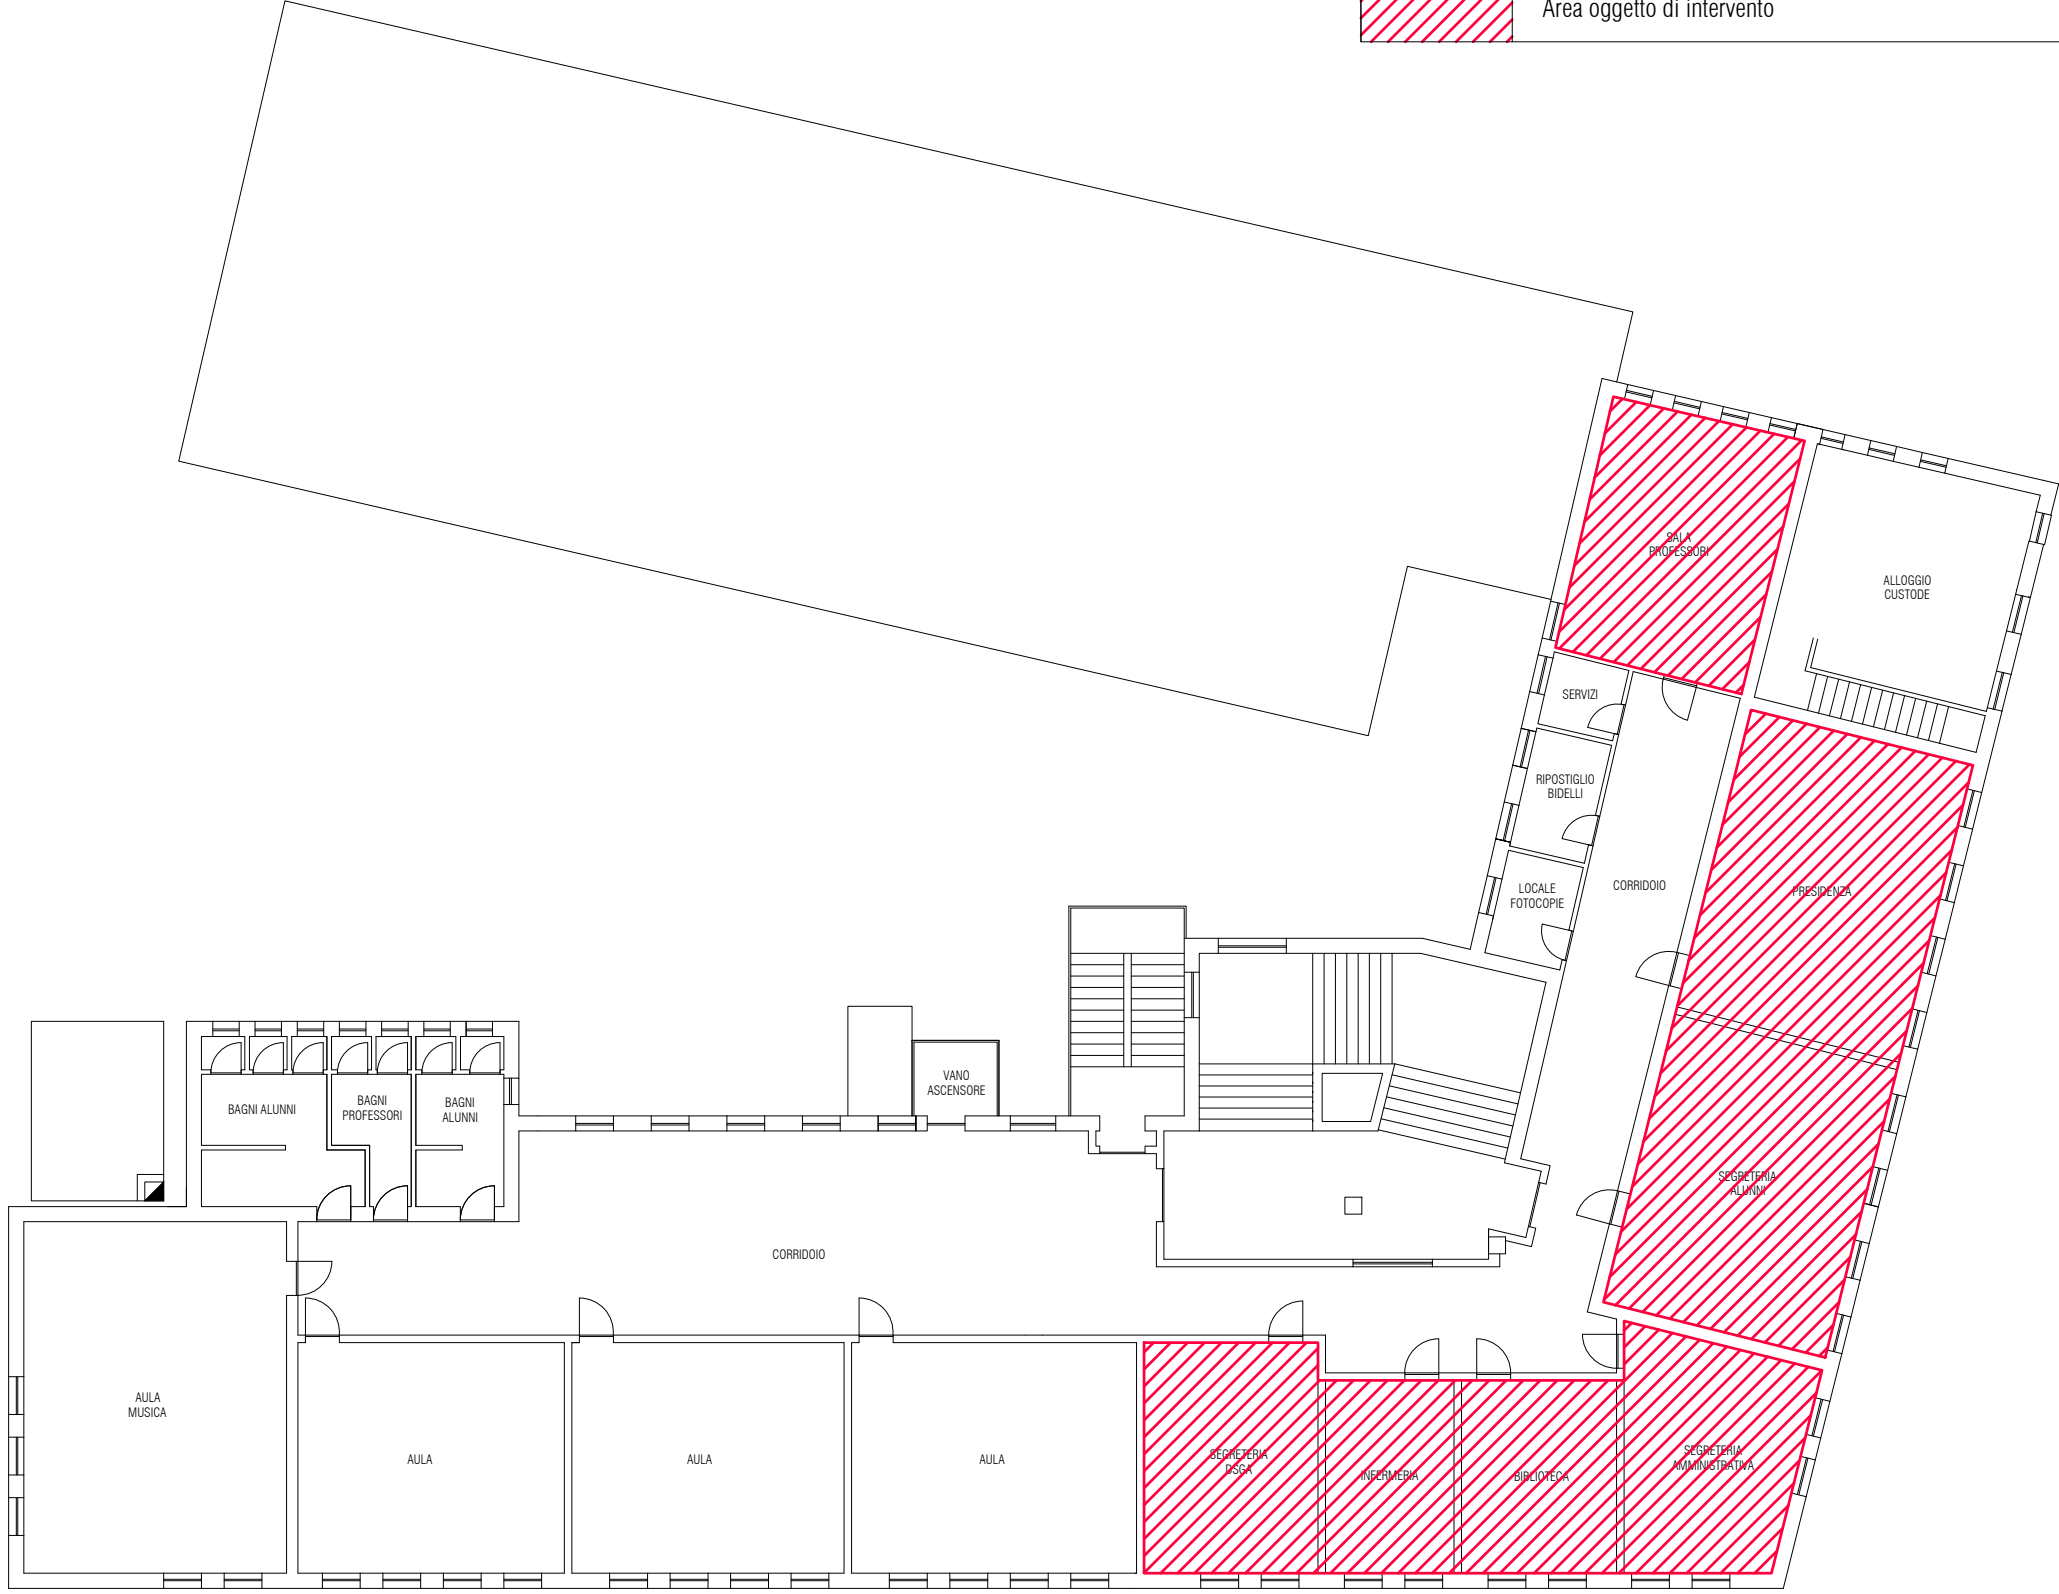 Area oggetto di intervento
SALA
PROFESSORI
ALLOGGIO
CUSTODE
SERVIZI
RIPOSTIGLIO
BIDELLI
LOCALE
FOTOCOPIE
CORRIDOIO
PRESIDENZA
VANO
ASCENSORE
BAGNI ALUNNI
BAGNI
PROFESSORI
BAGNI
ALUNNI
SEGRETERIA
ALUNNI
CORRIDOIO
AULA
MUSICA
AULA
AULA
AULA
SEGRETERIA
DSGA
INFERMERIA
BIBLIOTECA
SEGRETERIA
AMMINISTRATIVA